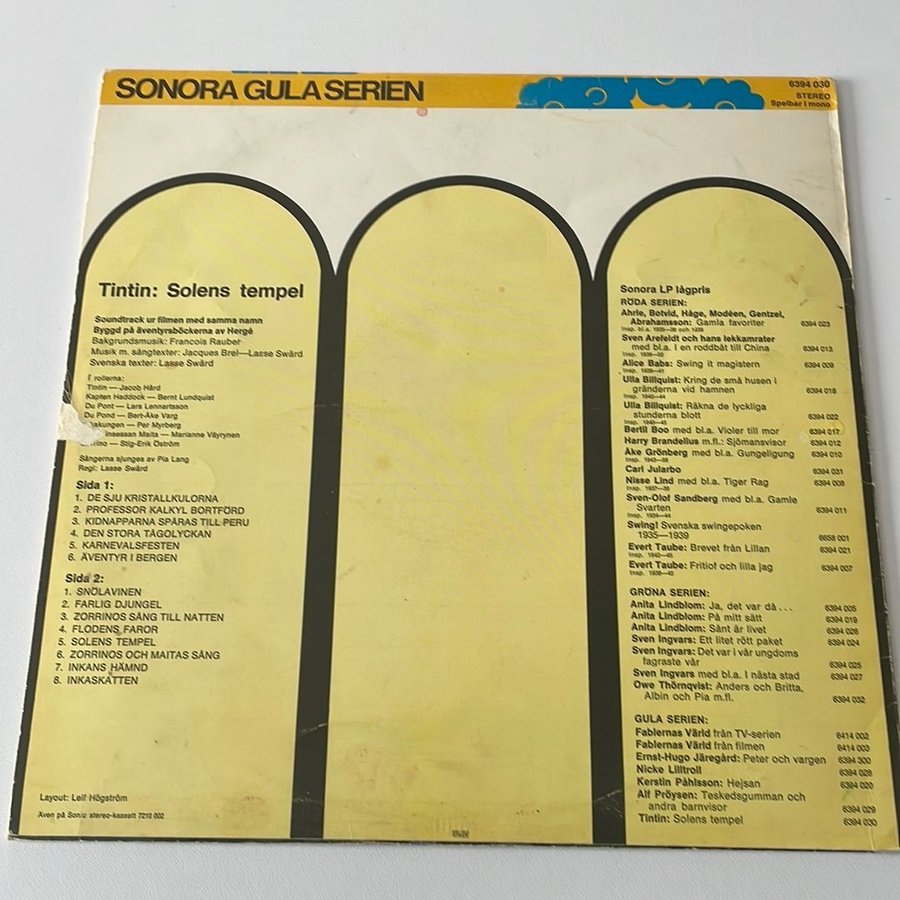 SONORA GULA SERIEN
6394 030
STEREO
Spelbar i mono
Tintin: Solens tempel
Soundtrack ur filmen med samma namn
Byggd på äventyrsböckerna av Hergé
Bakgrundsmusik: Francois Rauber
Musik m. sångtexter: Jacques Brel—Lasse Swärd
Svenska texter: Lasse Swärd
I rollerna:
Tintin — Jacob Hård
Kapten Haddock — Bernt Lundquist
Du Pont — Lars Lennartsson
Du Pond — Bert-Åke Varg
akungen — Per Myrberg
insessan Maita — Marianne Väyrynen
rino — Stig-Erik Öström
Sångerna sjunges av Pia Lang
Regi: Lasse Swärd
Sida 1:
1. DE SJU KRISTALLKULORNA
2. PROFESSOR KALKYL BORTFÖRD
3. KIDNAPPARNA SPÅRAS TILL PERU
4. DEN STORA TÅGOLYCKAN
5. KARNEVALSFESTEN
6. ÄVENTYR I BERGEN
Sida 2:
1. SNÖLAVINEN
2. FARLIG DJUNGEL
3. ZORRINOS SÅNG TILL NATTEN
4. FLODENS FAROR
5. SOLENS TEMPEL
6. ZORRINOS OCH MAITAS SÅNG
7. INKANS HÄMND
8. INKASKATTEN
Layout: Leif Högström
Även på Sonic stereo-kassett 7210 002
Sonora LP lågpris
RÖDA SERIEN:
Ahrle, Botvid, Håge, Modéen, Gentzel,
Abrahamsson: Gamla favoriter 6394 023
Sven Arefeldt och hans lekkamrater
med bl.a. I en roddbåt till China 6394 013
Alice Babs: Swing it magistern 6394 009
Ulla Billquist: Kring de små husen i
gränderna vid hamnen 6394 018
Ulla Billquist: Räkna de lyckliga
stunderna blott 6394 022
Bertil Boo med bl.a. Violer till mor 6394 017
Harry Brandelius m.fl.: Sjömansvisor 6394 012
Åke Grönberg med bl.a. Gungeligung 6394 010
Carl Jularbo 6394 031
Nisse Lind med bl.a. Tiger Rag 6394 008
Sven-Olof Sandberg med bl.a. Gamle
Svarten 6394 011
Swing! Svenska swingepoken
1935—1939 6658 001
Evert Taube: Brevet från Lillan 6394 021
Evert Taube: Fritiof och lilla jag 6394 007
GRÖNA SERIEN:
Anita Lindblom: Ja, det var då . . . 6394 005
Anita Lindblom: På mitt sätt 6394 019
Anita Lindblom: Sånt är livet 6394 026
Sven Ingvars: Ett litet rött paket 6394 024
Sven Ingvars: Det var i vår ungdoms
fagraste vår 6394 025
Sven Ingvars med bl.a. I nästa stad 6394 027
Owe Thörnqvist: Anders och Britta,
Albin och Pia m.fl. 6394 032
GULA SERIEN:
Fablernas Värld från TV-serien 6414 002
Fablernas Värld från filmen 6414 003
Ernst-Hugo Järegård: Peter och vargen 6394 300
Nicke Lilltroll 6394 028
Kerstin Påhlsson: Hejsan 6394 020
Alf Pröysen: Teskedsgumman och
andra barnvisor 6394 029
Tintin: Solens tempel 6394 030